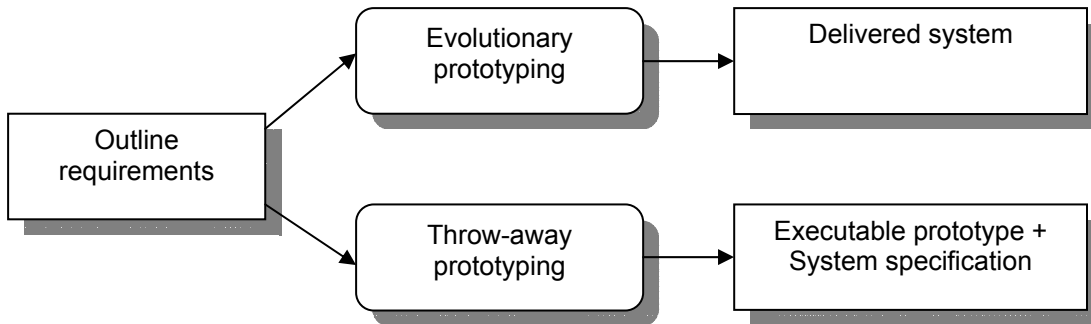 Outline
requirements
Evolutionary
prototyping
Delivered system
Throw-away
prototyping
Executable prototype +
System specification